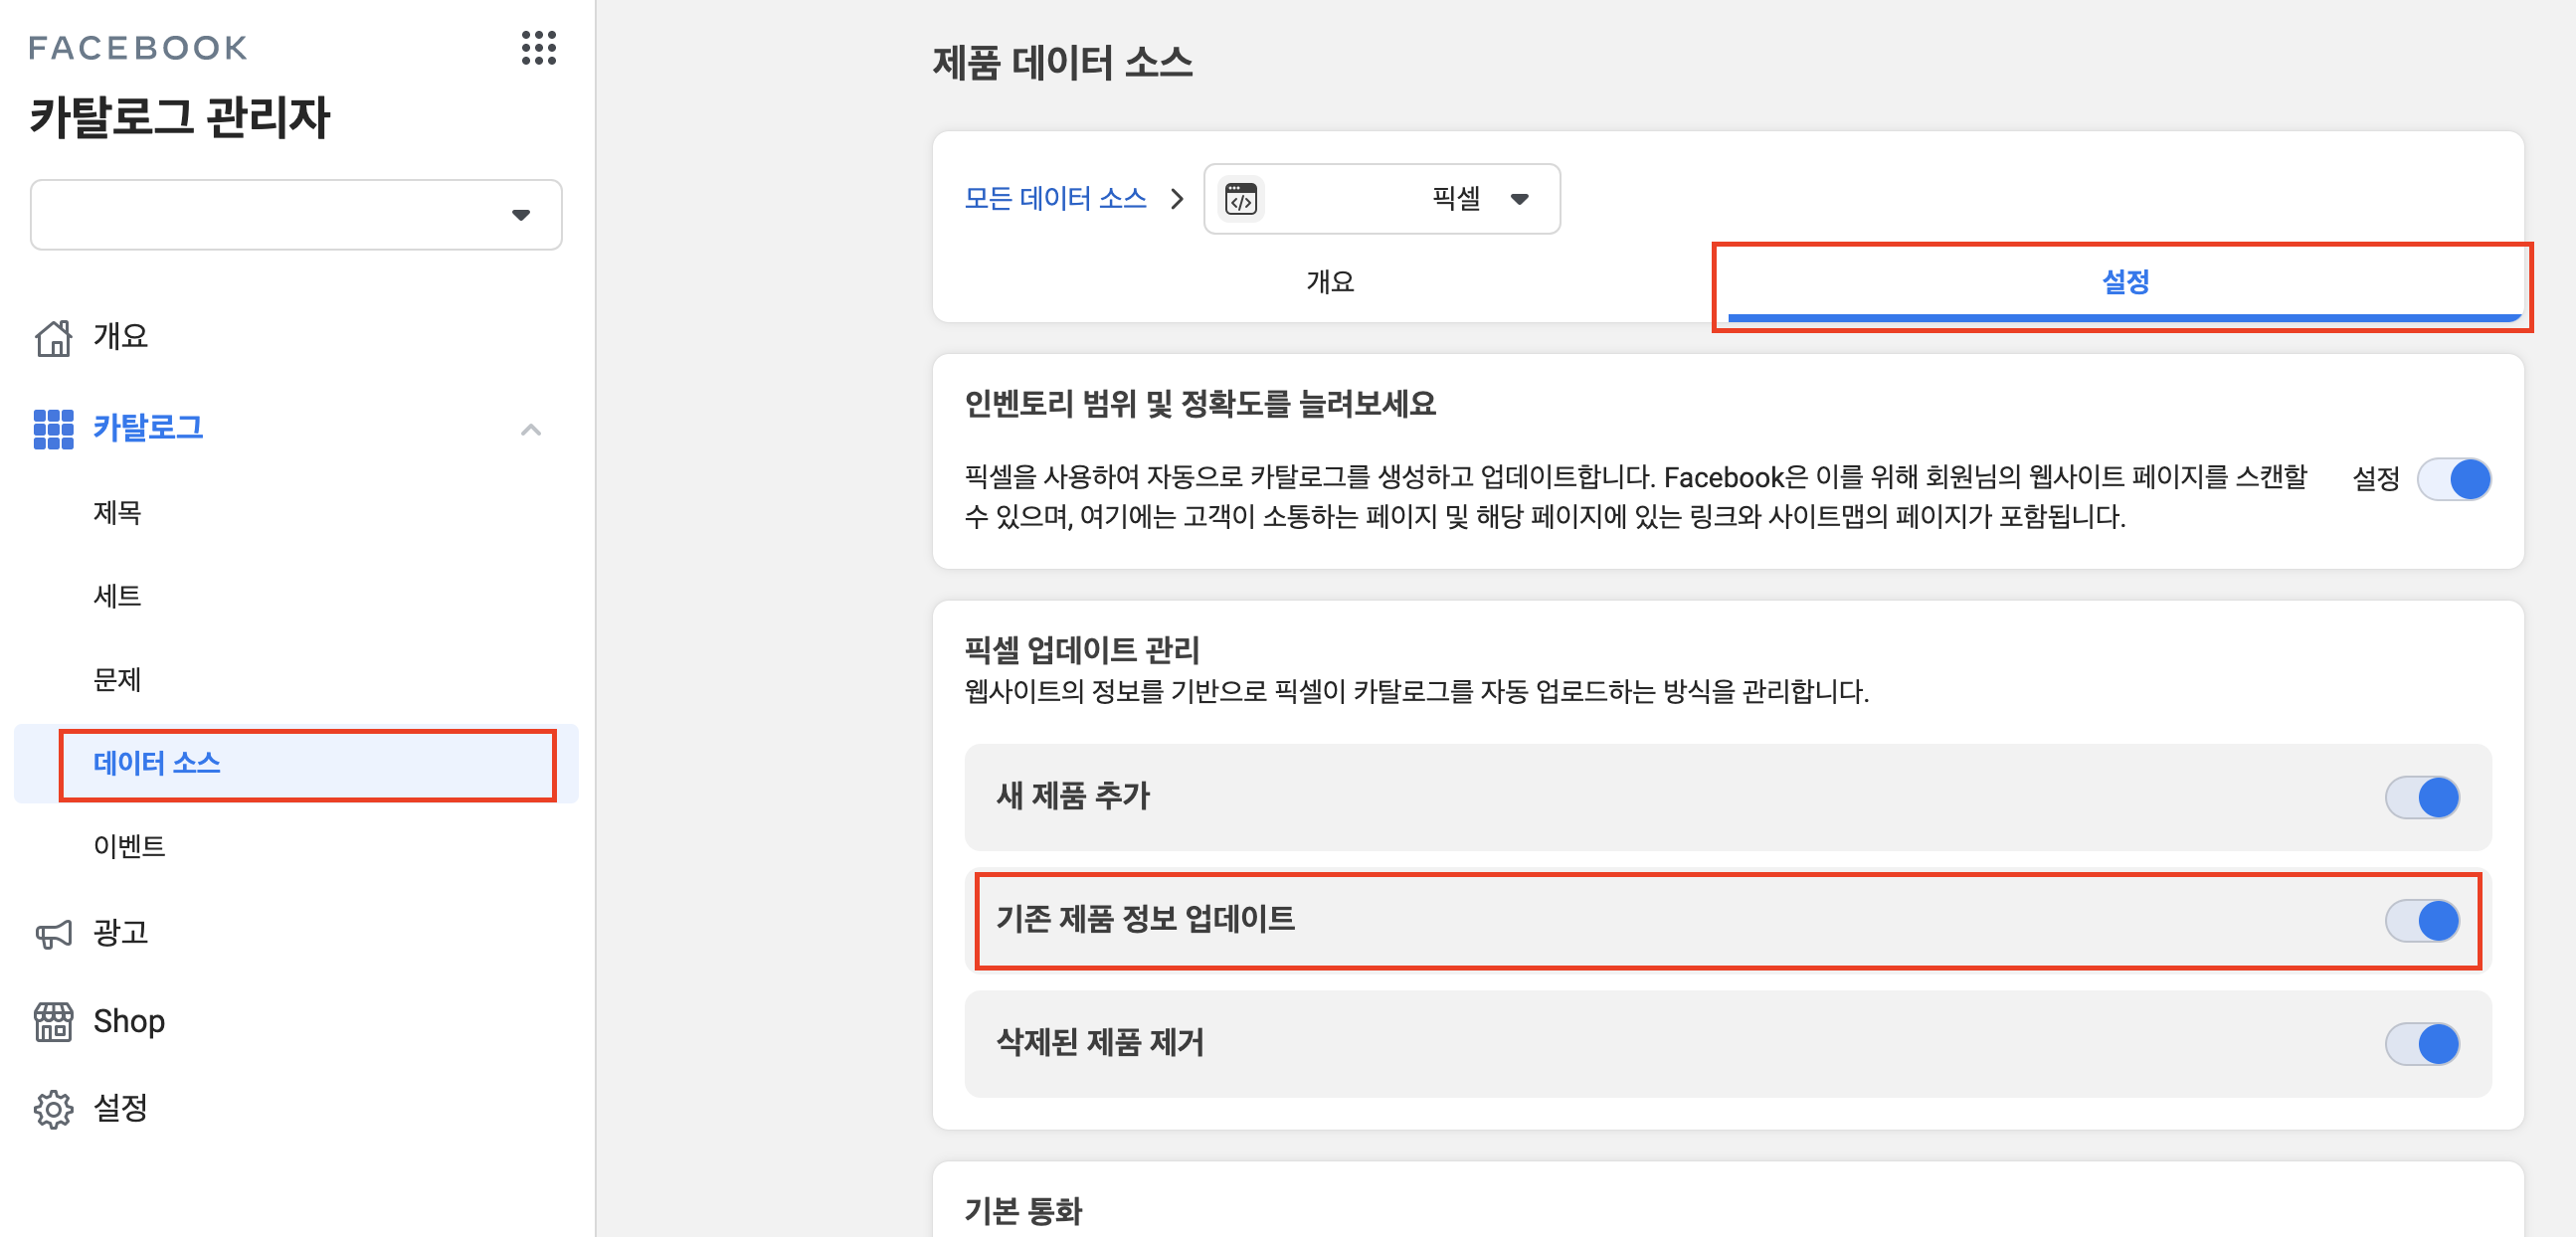 FACEBOOK
카탈로그 관리자
개요
카탈로그
제목
세트
문제
데이터 소스
이벤트
광고
Shop
설정
제품 데이터 소스
모든 데이터 소스
픽셀
개요
설정
인벤토리 범위 및 정확도를 늘려보세요
픽셀을 사용하여 자동으로 카탈로그를 생성하고 업데이트합니다. Facebook은 이를 위해 회원님의 웹사이트 페이지를 스캔할
수 있으며, 여기에는 고객이 소통하는 페이지 및 해당 페이지에 있는 링크와 사이트맵의 페이지가 포함됩니다.
설정
픽셀 업데이트 관리
웹사이트의 정보를 기반으로 픽셀이 카탈로그를 자동 업로드하는 방식을 관리합니다.
새 제품 추가
기존 제품 정보 업데이트
삭제된 제품 제거
기본 통화